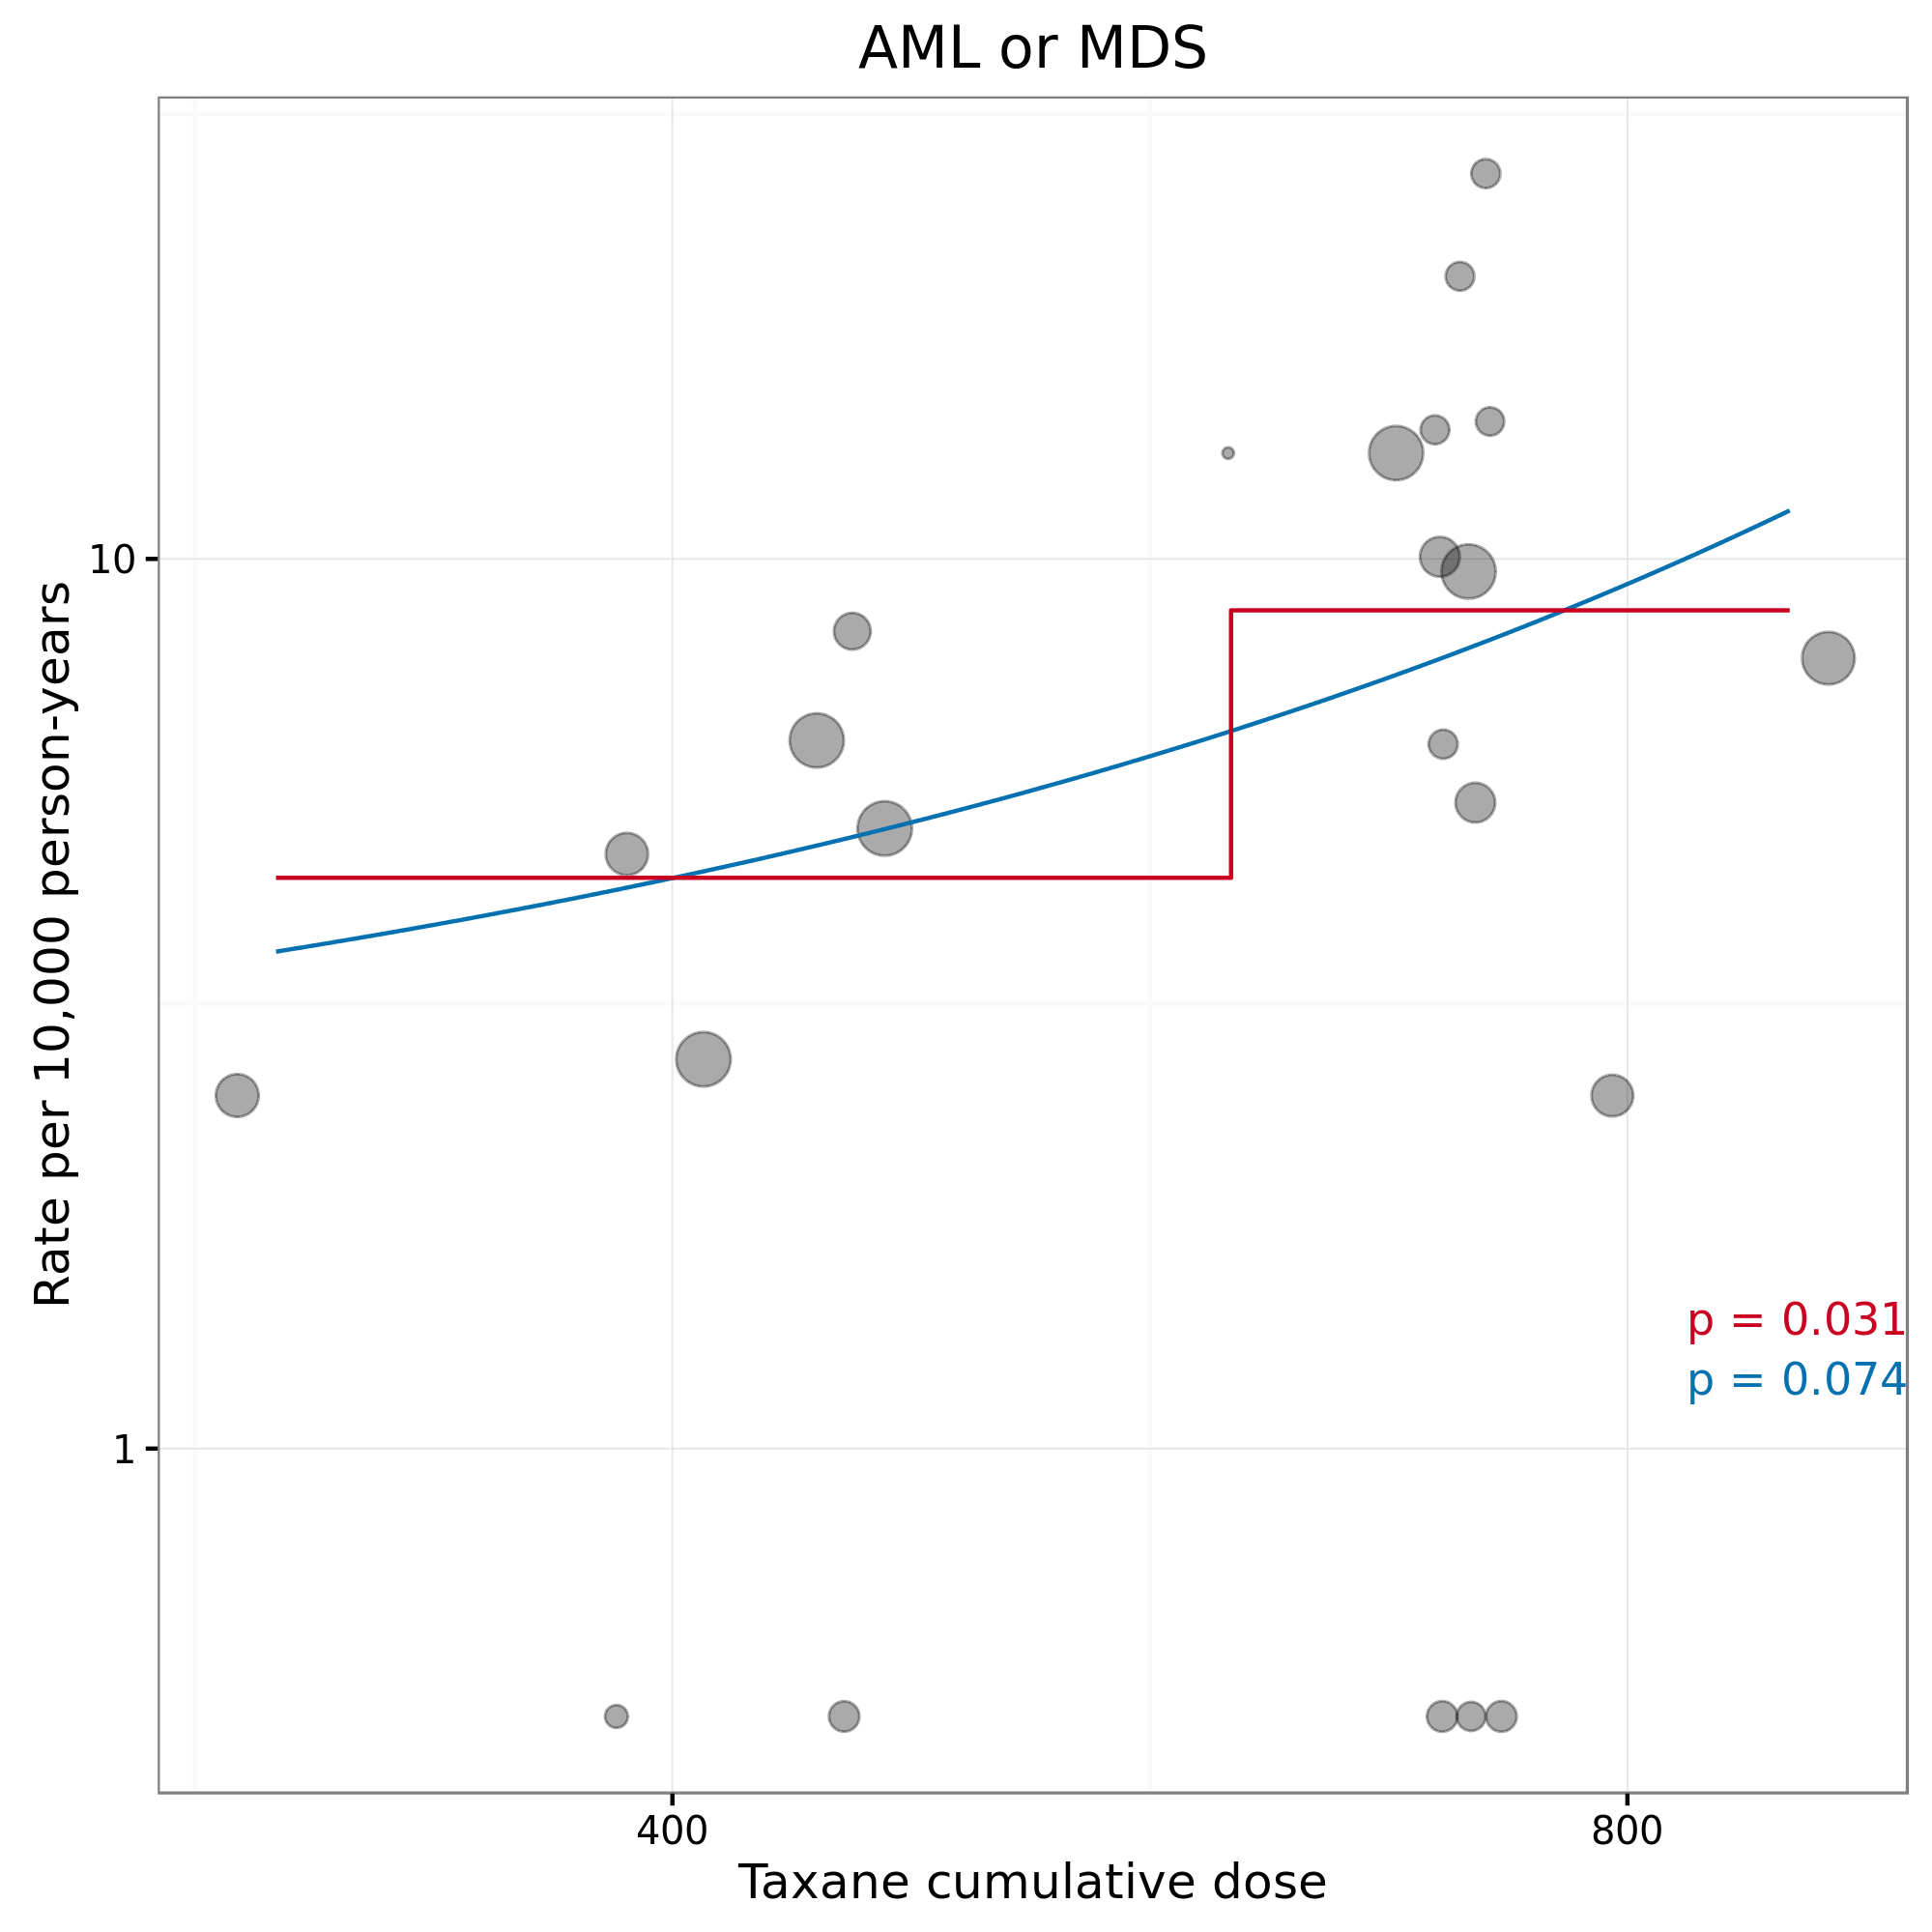 AML or MDS
Rate per 10,000 person-years
10
1
p = 0.031
p = 0.074
400
800
Taxane cumulative dose